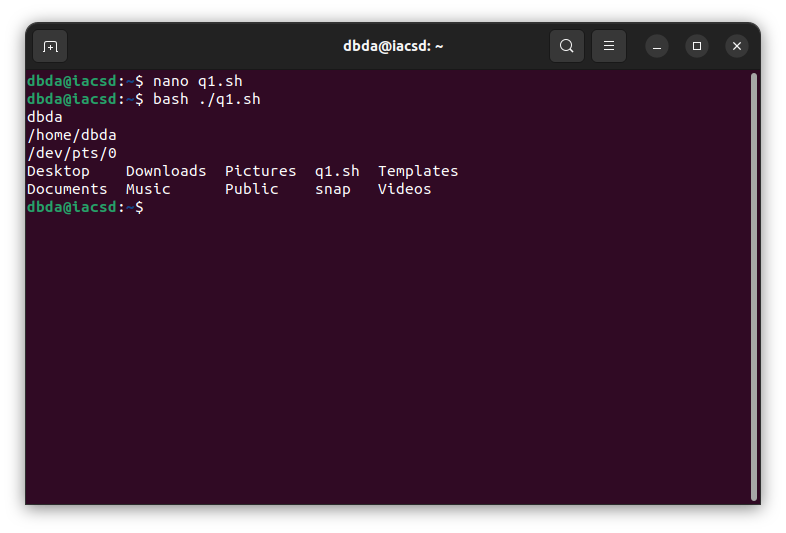 dbda@iacsd: ~
dbda@iacsd:~$ nano q1.sh
dbda@iacsd:~$ bash ./q1.sh
dbda
/home/dbda
/dev/pts/0
Desktop    Downloads  Pictures  q1.sh  Templates
Documents  Music      Public    snap   Videos
dbda@iacsd:~$